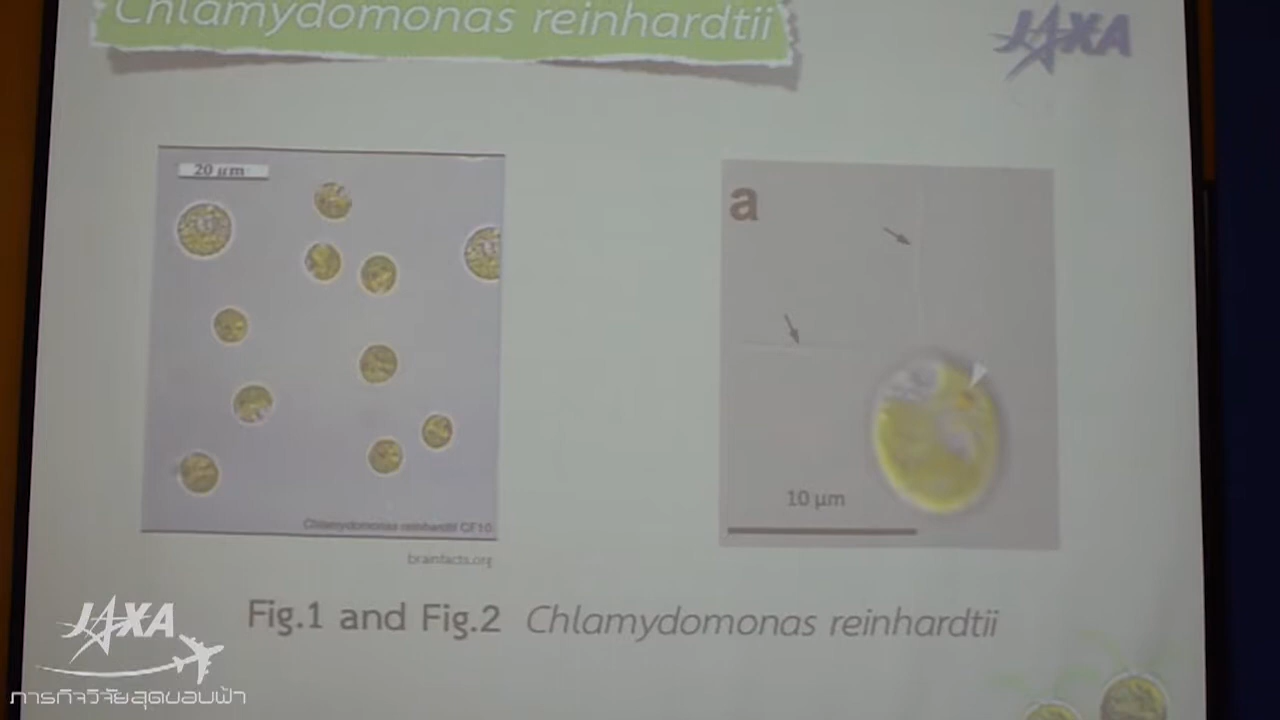 Chlamydomonas reinhardtii
JAXA
20 µm
a
10 µm
Chlamydomonas reinhardtii CF10
brainfacts.org
Fig.1 and Fig.2 Chlamydomonas reinhardtii
JAXA
ภารกิจวิจัยสุดขอบฟ้า